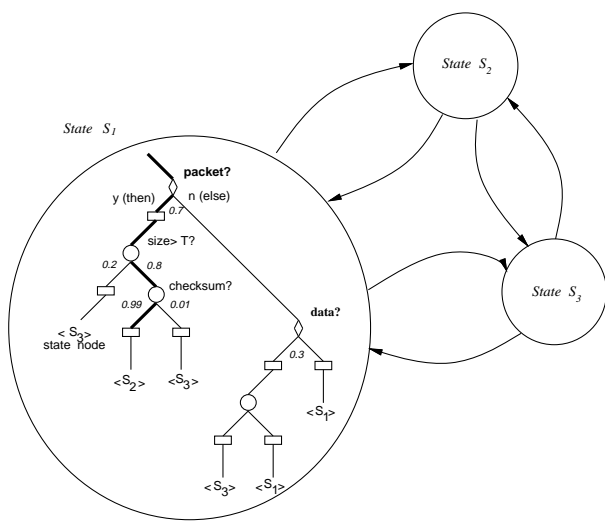 State S2
State S1
packet?
y (then)
n (else)
0.7
size> T?
0.2
0.8
checksum?
0.99
0.01
State S3
data?
<S3>
state node
0.3
<S2>
<S3>
<S1>
<S3>
<S1>